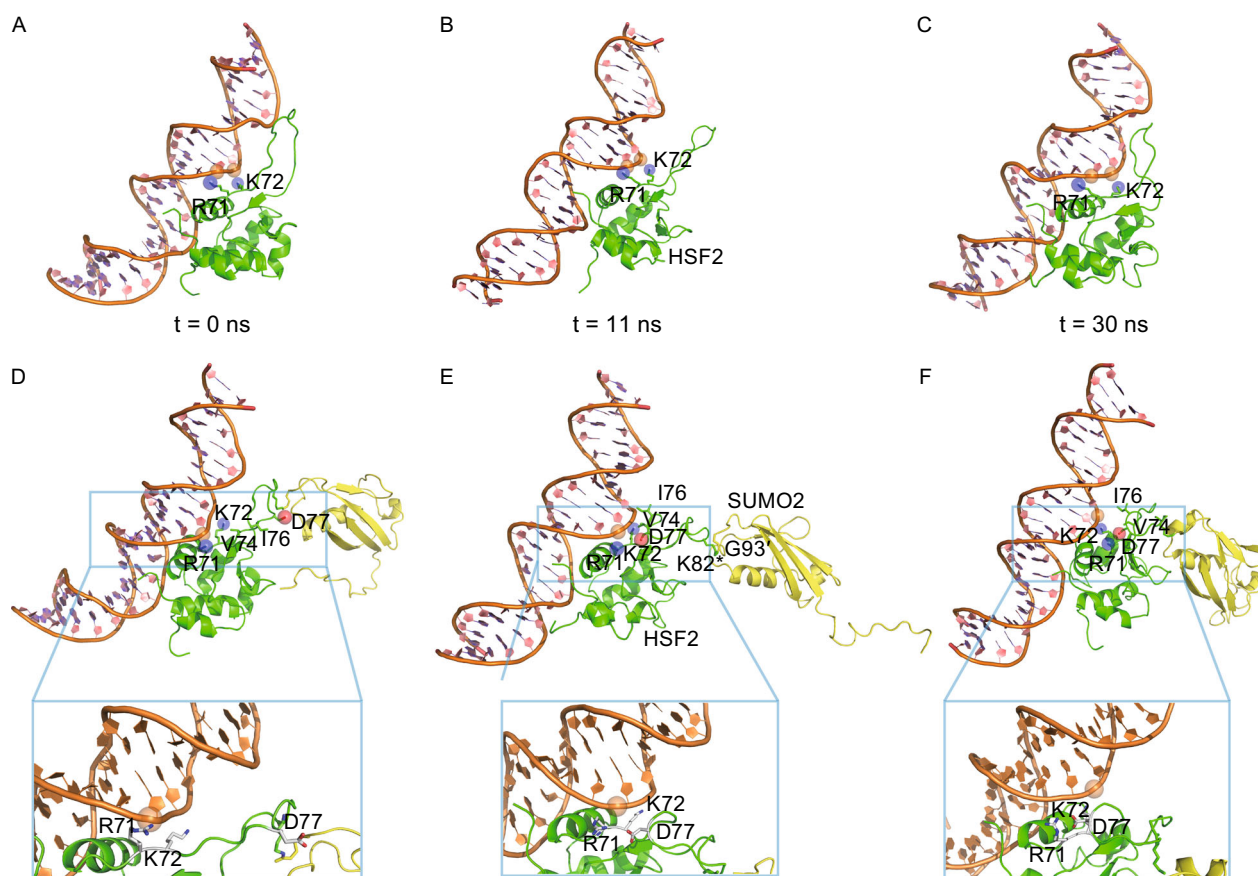 A
B
C
K72
R71
K72
R71
HSF2
K72
R71
t = 0 ns
t = 11 ns
t = 30 ns
D
E
F
K72
D77
I76
V74
R71
I76
SUMO2
V74
D77
G93'
R71
K72
K82*
HSF2
I76
V74
K72
D77
R71
R71
K72
D77
K72
R71
D77
K72
D77
R71